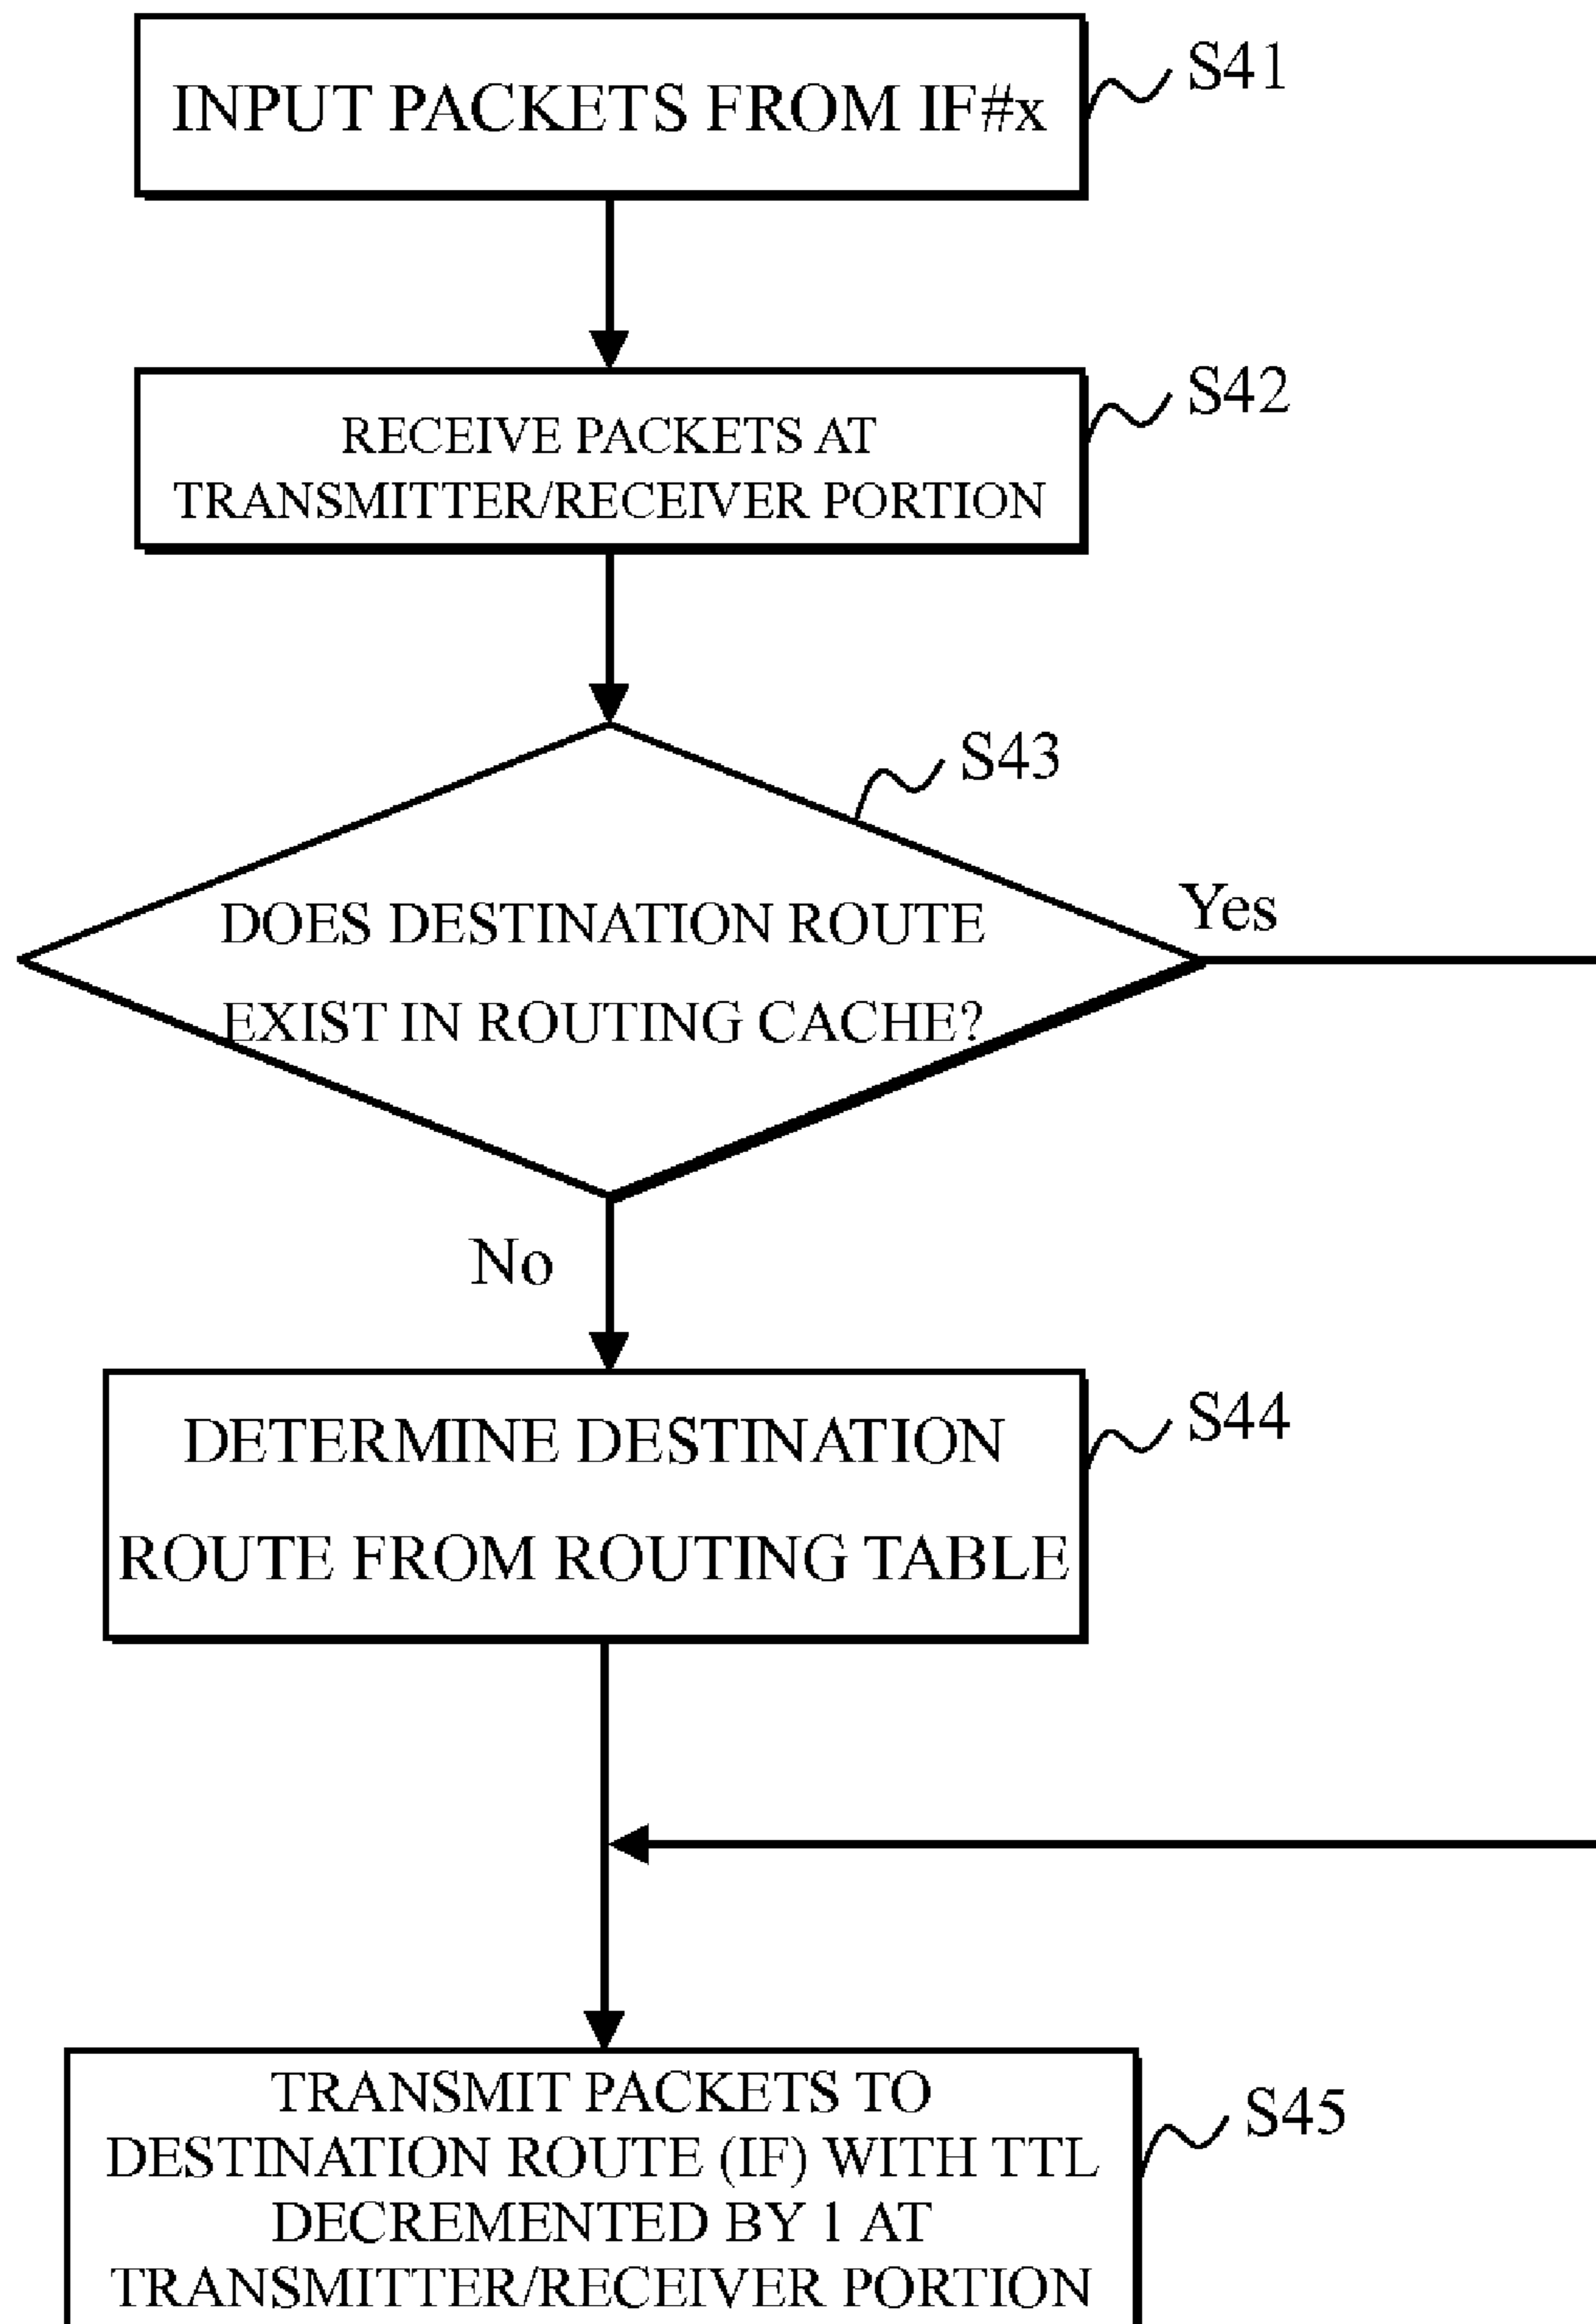 INPUT PACKETS FROM IF#x
S41
RECEIVE PACKETS AT
TRANSMITTER/RECEIVER PORTION
S42
S43
DOES DESTINATION ROUTE
EXIST IN ROUTING CACHE?
Yes
No
DETERMINE DESTINATION
ROUTE FROM ROUTING TABLE
S44
TRANSMIT PACKETS TO
DESTINATION ROUTE (IF) WITH TTL
DECREMENTED BY 1 AT
TRANSMITTER/RECEIVER PORTION
S45